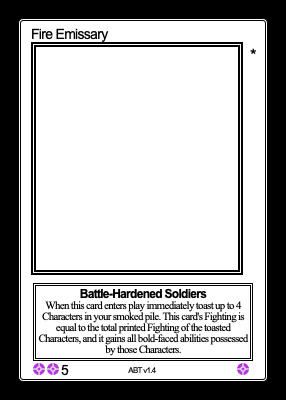 Fire Emissary
*
Battle-Hardened Soldiers
When this card enters play immediately toast up to 4
Characters in your smoked pile. This card's Fighting is
equal to the total printed Fighting of the toasted
Characters, and it gains all bold-faced abilities possessed
by those Characters.
5
ABT v1.4